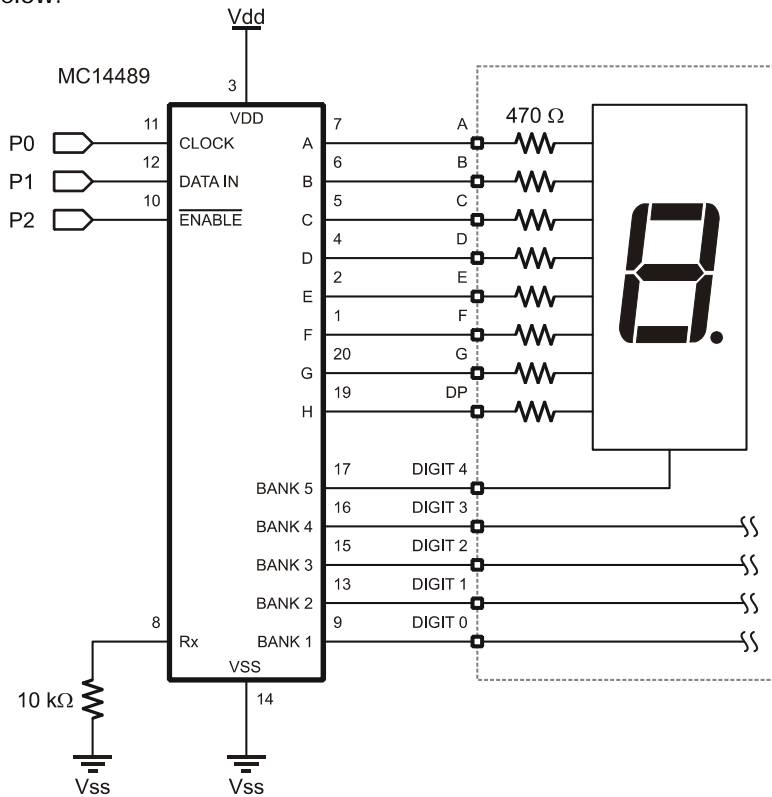 elow:
Vdd
MC14489
3
VDD
P0 11 CLOCK A 7 A 470 Ω
P1 12 DATA IN B 6 B
P2 10 ENABLE C 5 C
D 4 D
E 2 E
F 1 F
G 20 G
H 19 DP
BANK 5 17 DIGIT 4
BANK 4 16 DIGIT 3
BANK 3 15 DIGIT 2
BANK 2 13 DIGIT 1
8 Rx BANK 1 9 DIGIT 0
VSS
10 kΩ 14
Vss Vss